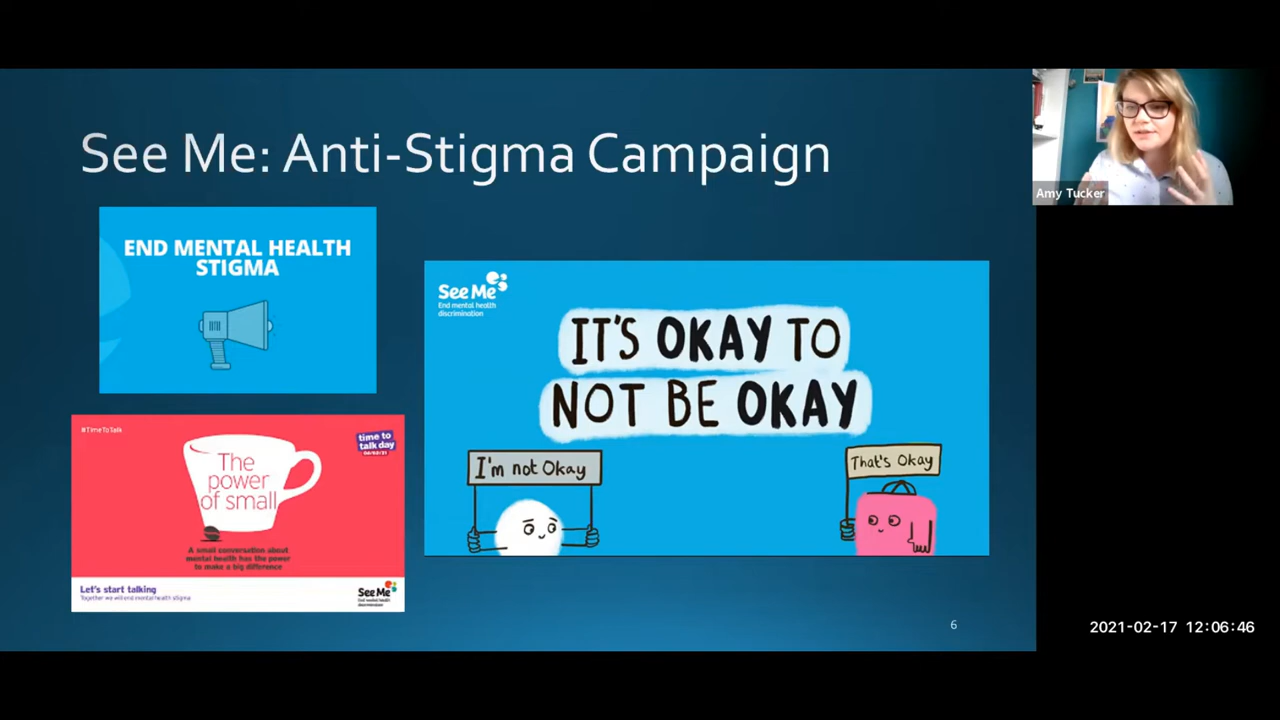 See Me: Anti-Stigma Campaign
Amy Tucker
END MENTAL HEALTH
STIGMA
See Me
End mental health
discrimination
IT'S OKAY TO
NOT BE OKAY
I'm not Okay
That's Okay
#TimeToTalk
time to
talk day
04/02/21
The
power
of small
A small conversation about
mental health has the power
to make a big difference
Let's start talking
Together we will end mental health stigma
See Me
End mental health
discrimination
6
2021-02-17 12:06:46